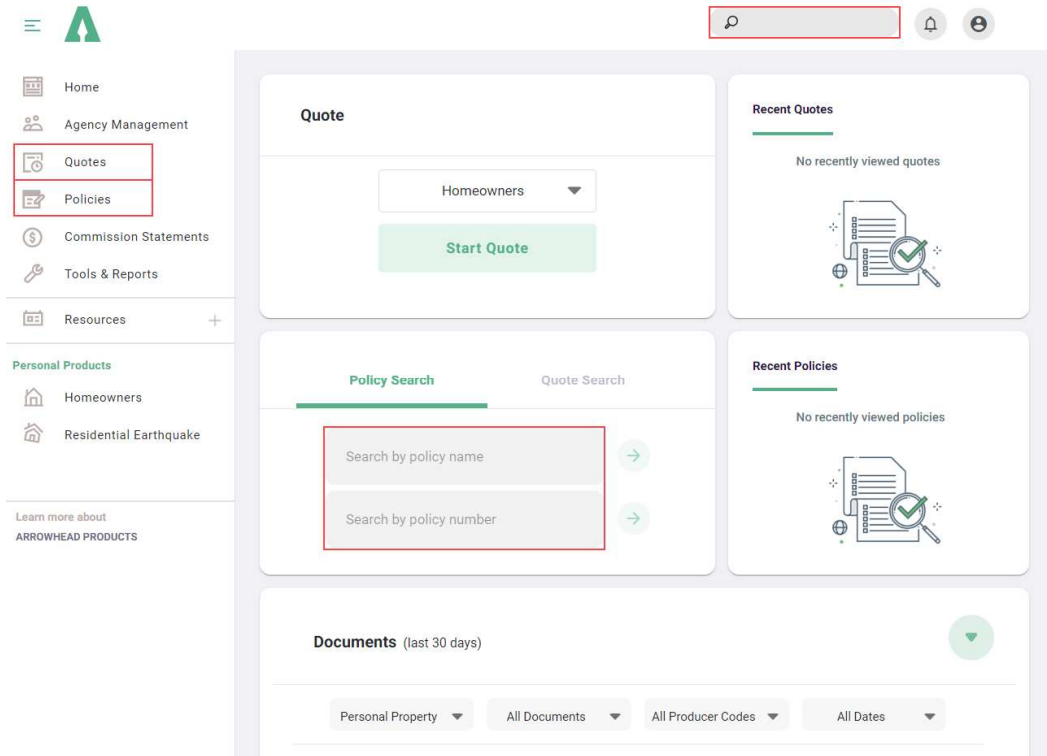 Home
Agency Management
Quotes
Policies
Commission Statements
Tools & Reports
Resources
Personal Products
Homeowners
Residential Earthquake
Learn more about
ARROWHEAD PRODUCTS
Quote
Homeowners
Start Quote
Recent Quotes
No recently viewed quotes
Policy Search
Quote Search
Search by policy name
Search by policy number
Recent Policies
No recently viewed policies
Documents (last 30 days)
Personal Property
All Documents
All Producer Codes
All Dates